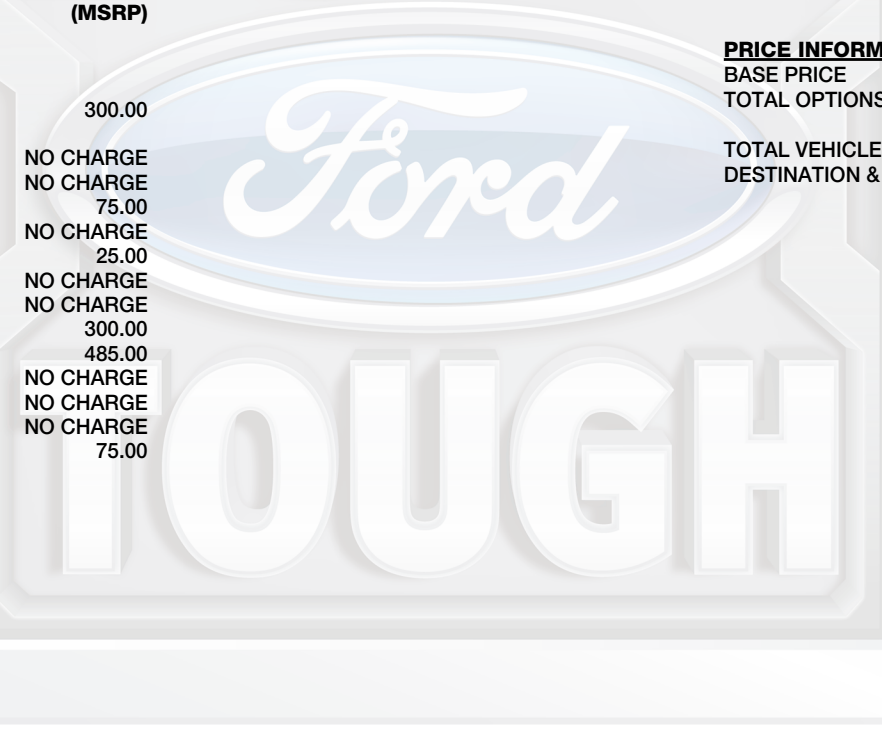 (MSRP)
300.00
NO CHARGE
NO CHARGE
75.00
NO CHARGE
25.00
NO CHARGE
NO CHARGE
300.00
485.00
NO CHARGE
NO CHARGE
NO CHARGE
75.00
PRICE INFORM
BASE PRICE
TOTAL OPTIONS
TOTAL VEHICLE
DESTINATION &
Ford
TOUGH